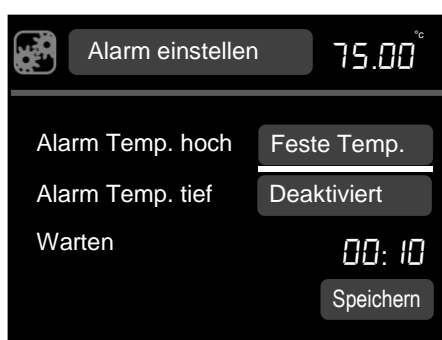 Alarm einstellen 75.00 °c
Alarm Temp. hoch Feste Temp.
Alarm Temp. tief Deaktiviert
Warten 00:10
Speichern